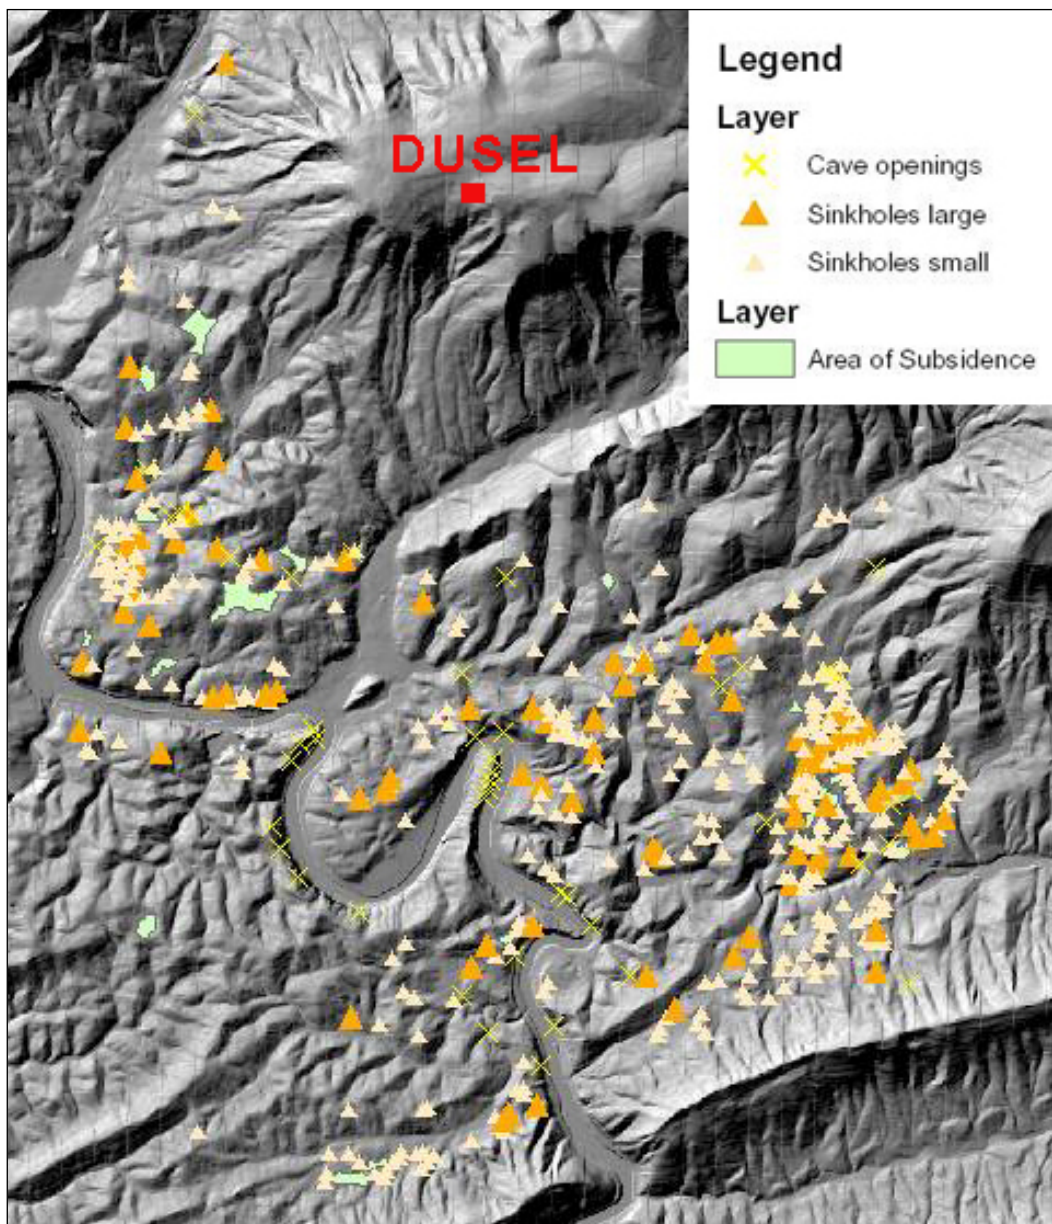 DUSEL
Legend
Layer
Cave openings
Sinkholes large
Sinkholes small
Layer
Area of Subsidence